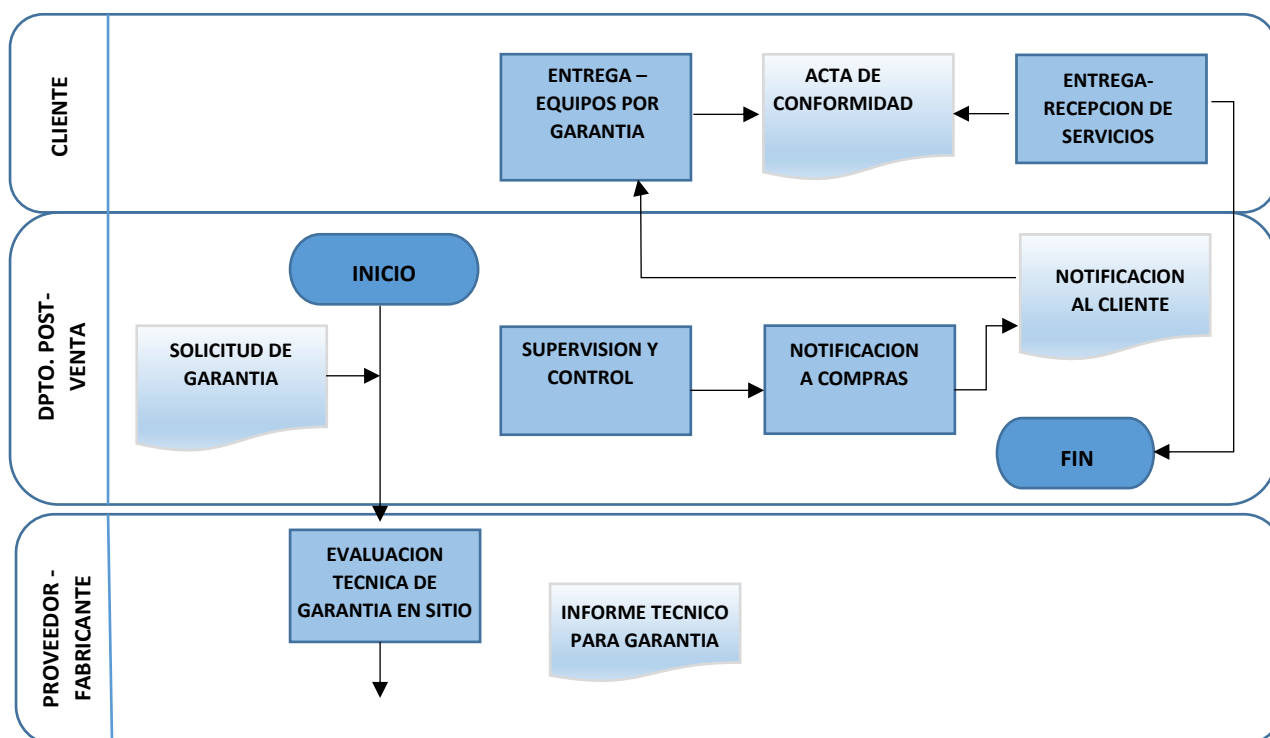 CLIENTE
ENTREGA –
EQUIPOS POR
GARANTIA
ACTA DE
CONFORMIDAD
ENTREGA-
RECEPCION DE
SERVICIOS
DPTO. POST-
VENTA
INICIO
SOLICITUD DE
GARANTIA
SUPERVISION Y
CONTROL
NOTIFICACION
A COMPRAS
NOTIFICACION
AL CLIENTE
FIN
PROVEEDOR -
FABRICANTE
EVALUACION
TECNICA DE
GARANTIA EN SITIO
INFORME TECNICO
PARA GARANTIA